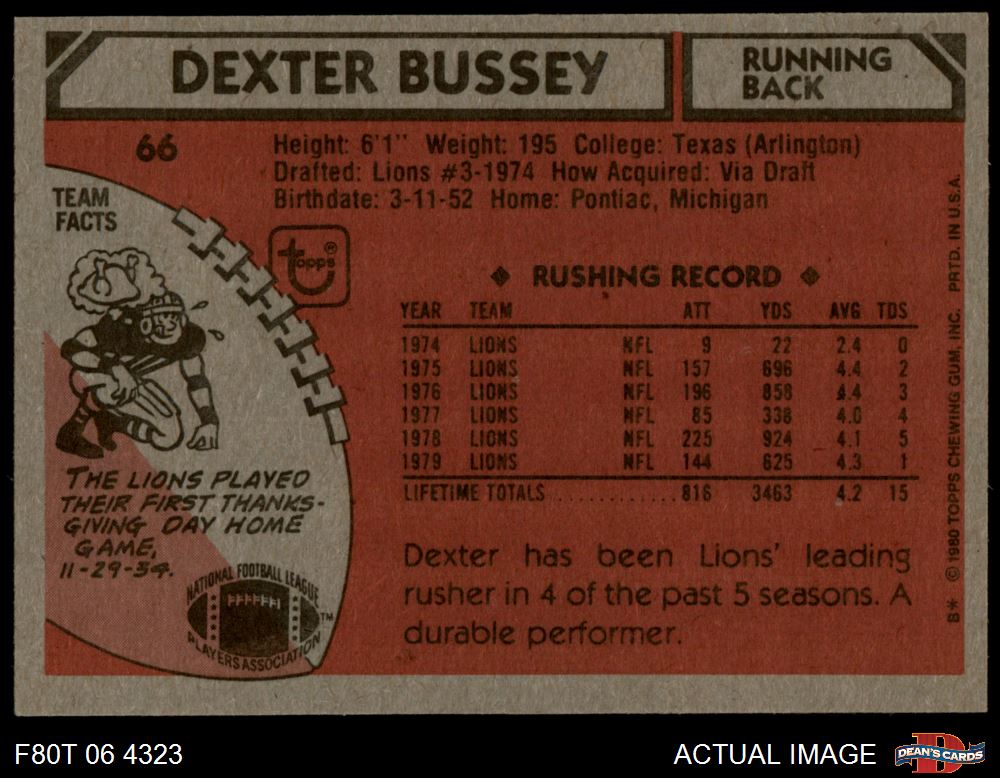 DEXTER BUSSEY
RUNNING
BACK
66
Height: 6'1" Weight: 195 College: Texas (Arlington)
Drafted: Lions #3-1974 How Acquired: Via Draft
Birthdate: 3-11-52 Home: Pontiac, Michigan
TEAM
FACTS
topps®
THE LIONS PLAYED
THEIR FIRST THANKS-
GIVING DAY HOME
GAME,
11-29-34.
NATIONAL FOOTBALL LEAGUE
PLAYERS ASSOCIATION
TM
◆ RUSHING RECORD ◆
YEAR TEAM ATT YDS AVG TDS
1974 LIONS NFL 9 22 2.4 0
1975 LIONS NFL 157 696 4.4 2
1976 LIONS NFL 196 858 4.4 3
1977 LIONS NFL 85 338 4.0 4
1978 LIONS NFL 225 924 4.1 5
1979 LIONS NFL 144 625 4.3 1
LIFETIME TOTALS ............ 816 3463 4.2 15
Dexter has been Lions' leading
rusher in 4 of the past 5 seasons. A
durable performer.
B* © 1980 TOPPS CHEWING GUM, INC. PRTD. IN U.S.A.
F80T 06 4323
ACTUAL IMAGE
DEAN'S CARDS